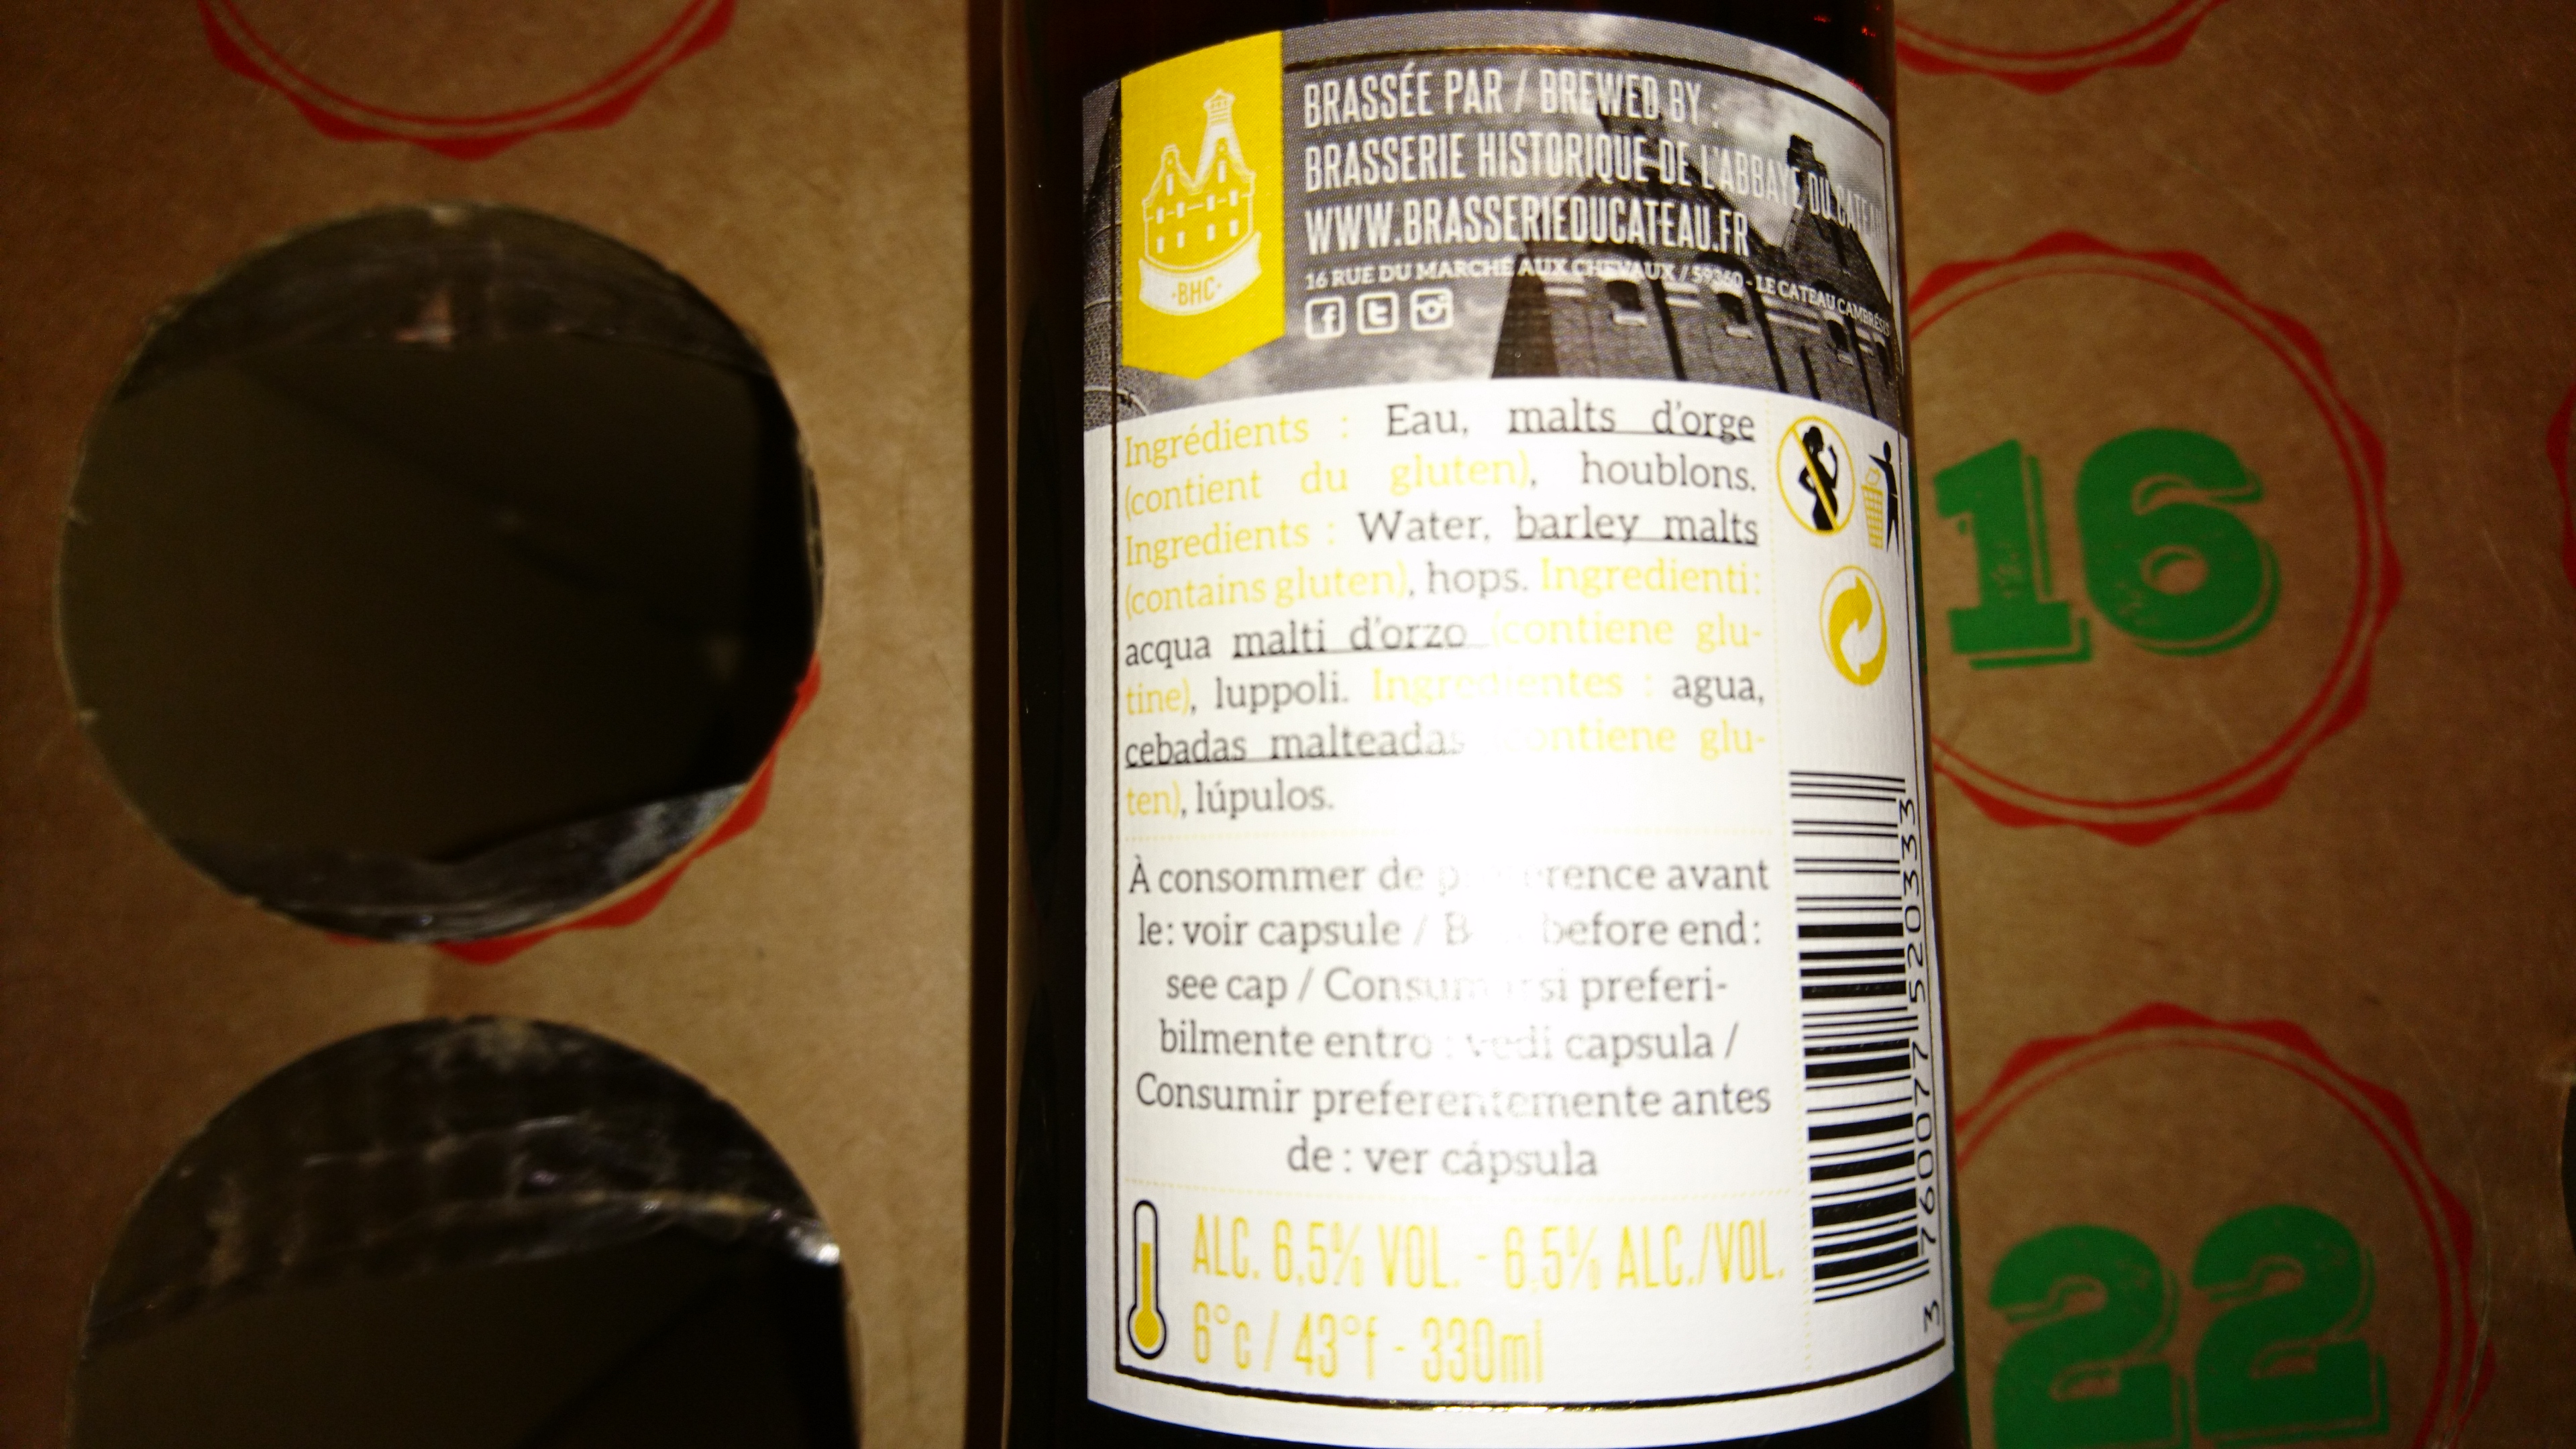 BRASSÉE PAR / BREWED BY :
BRASSERIE HISTORIQUE DE L'ABBAYE DU CATEAU
WWW.BRASSERIEDUCATEAU.FR
16 RUE DU MARCHÉ AUX CHEVAUX / 59360 - LE CATEAU CAMBRÉSIS
·BHC·
Ingrédients : Eau, malts d'orge
(contient du gluten), houblons.
Ingredients : Water, barley malts
(contains gluten), hops. Ingredienti:
acqua malti d'orzo (contiene glu-
tine), luppoli. Ingredientes : agua,
cebadas malteadas contiene glu-
ten), lúpulos.
À consommer de avant
le: voir capsule / before end:
see cap / preferi-
bilmente entro : vedi capsula /
Consumir preferentemente antes
de : ver cápsula
ALC. 6,5% VOL. - 6,5% ALC./VOL.
6°c / 43°f - 330ml
3 760077 520333
16
22